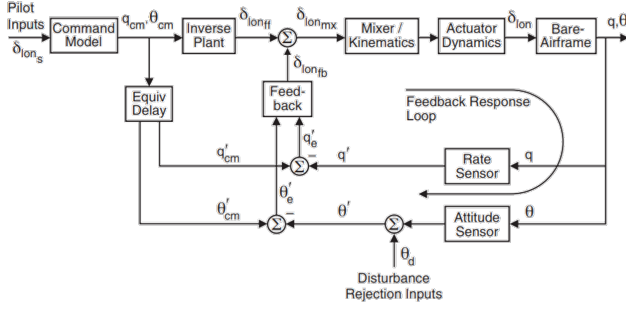 Pilot
Inputs
δlons
Command
Model
qcm,θcm
Inverse
Plant
δlonff
Σ
δlonmx
Mixer /
Kinematics
Actuator
Dynamics
δlon
Bare-
Airframe
q,θ
δlonfb
Equiv
Delay
Feed-
back
Feedback Response
Loop
q′e
q′cm
Σ
−
q′
Rate
Sensor
q
θ′e
θ′cm
Σ
−
θ′
Σ
Attitude
Sensor
θ
θd
Disturbance
Rejection Inputs